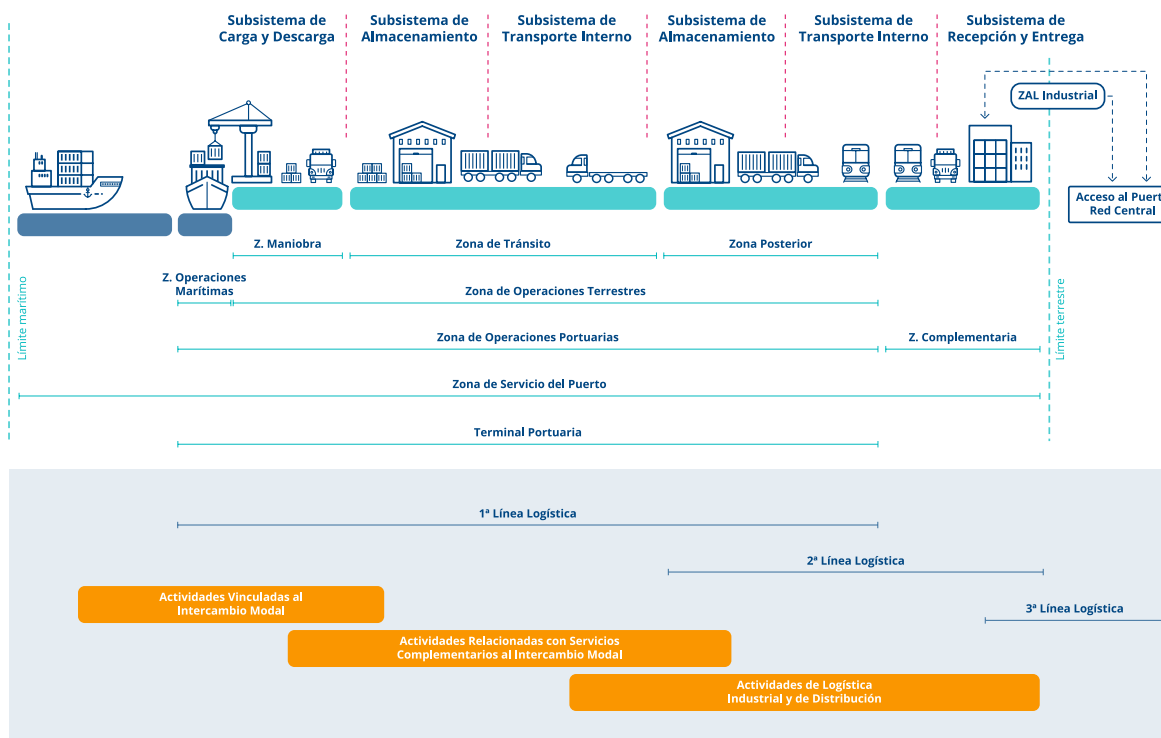 Subsistema de
Carga y Descarga
Subsistema de
Almacenamiento
Subsistema de
Transporte Interno
Subsistema de
Almacenamiento
Subsistema de
Transporte Interno
Subsistema de
Recepción y Entrega
ZAL Industrial
Acceso al Puert
Red Central
Z. Maniobra
Zona de Tránsito
Zona Posterior
Z. Operaciones
Marítimas
Zona de Operaciones Terrestres
Límite marítimo
Límite terrestre
Zona de Operaciones Portuarias
Z. Complementaria
Zona de Servicio del Puerto
Terminal Portuaria
1ª Línea Logística
2ª Línea Logística
3ª Línea Logística
Actividades Vinculadas al
Intercambio Modal
Actividades Relacionadas con Servicios
Complementarios al Intercambio Modal
Actividades de Logística
Industrial y de Distribución